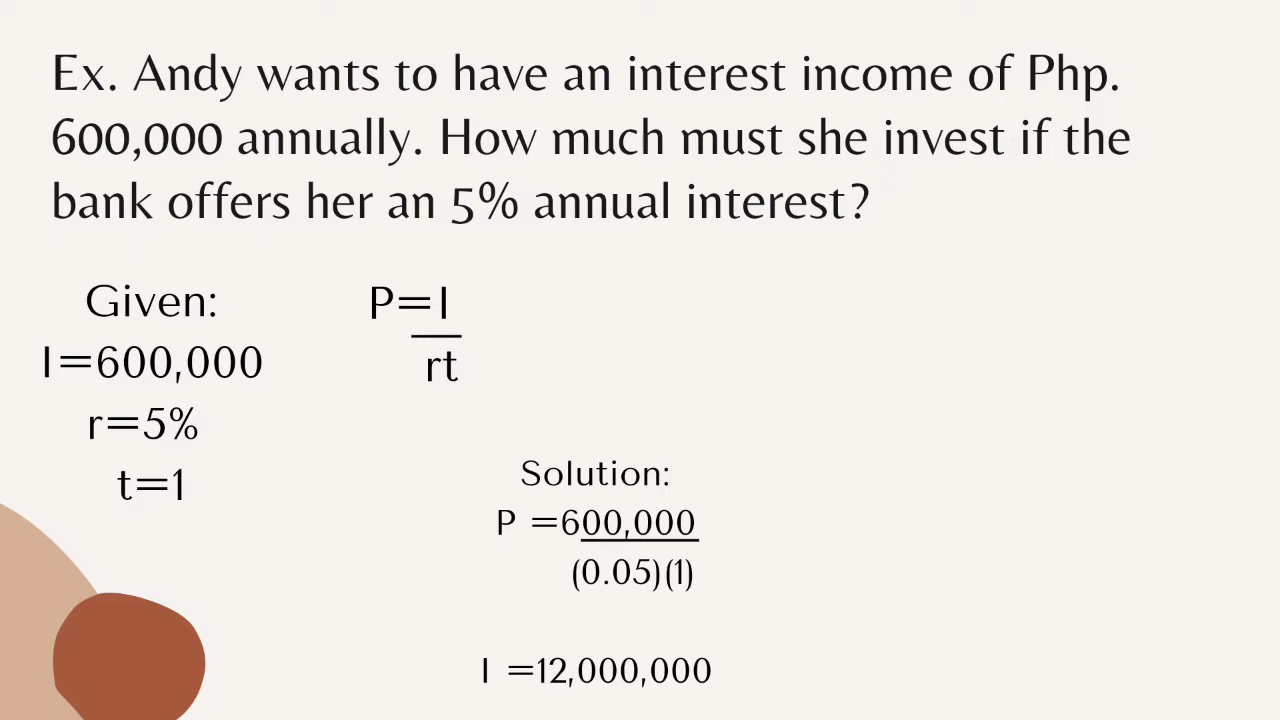 Ex. Andy wants to have an interest income of Php.
600,000 annually. How much must she invest if the
bank offers her an 5% annual interest?
Given:
I=600,000
r=5%
t=1
P=I
rt
Solution:
P =600,000
(0.05)(1)
I =12,000,000